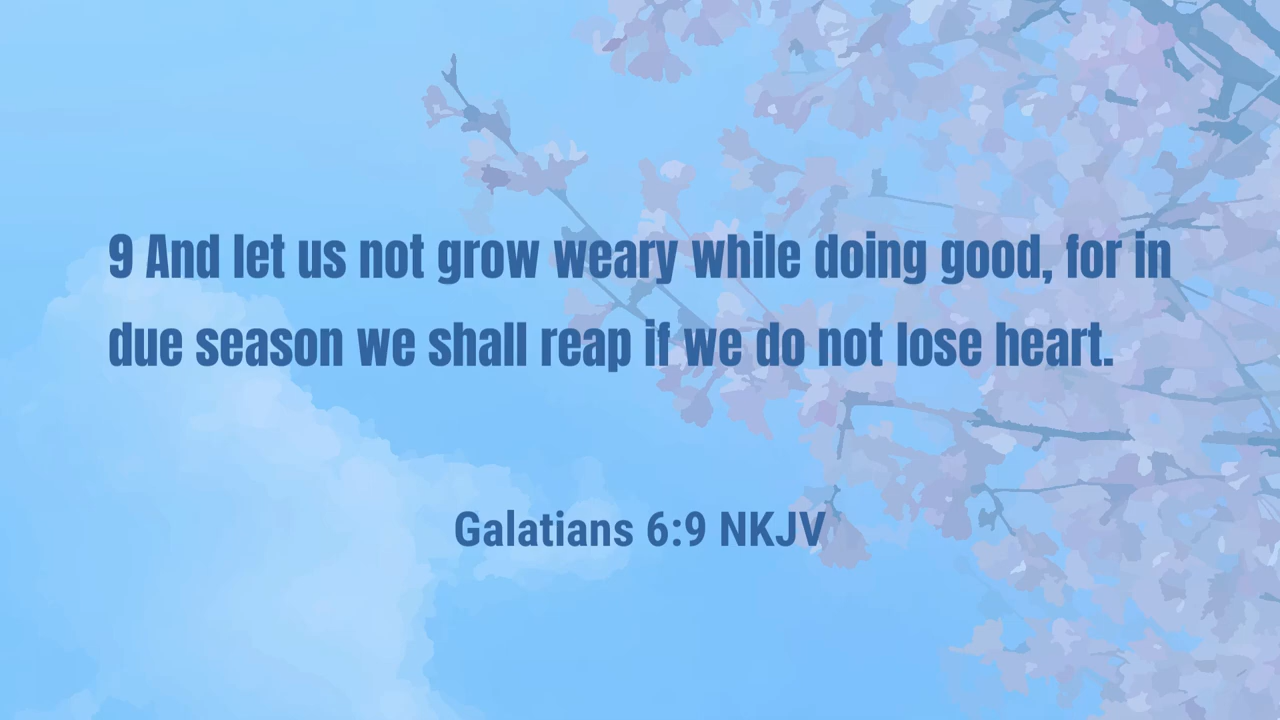 9 And let us not grow weary while doing good, for in
due season we shall reap if we do not lose heart.
Galatians 6:9 NKJV